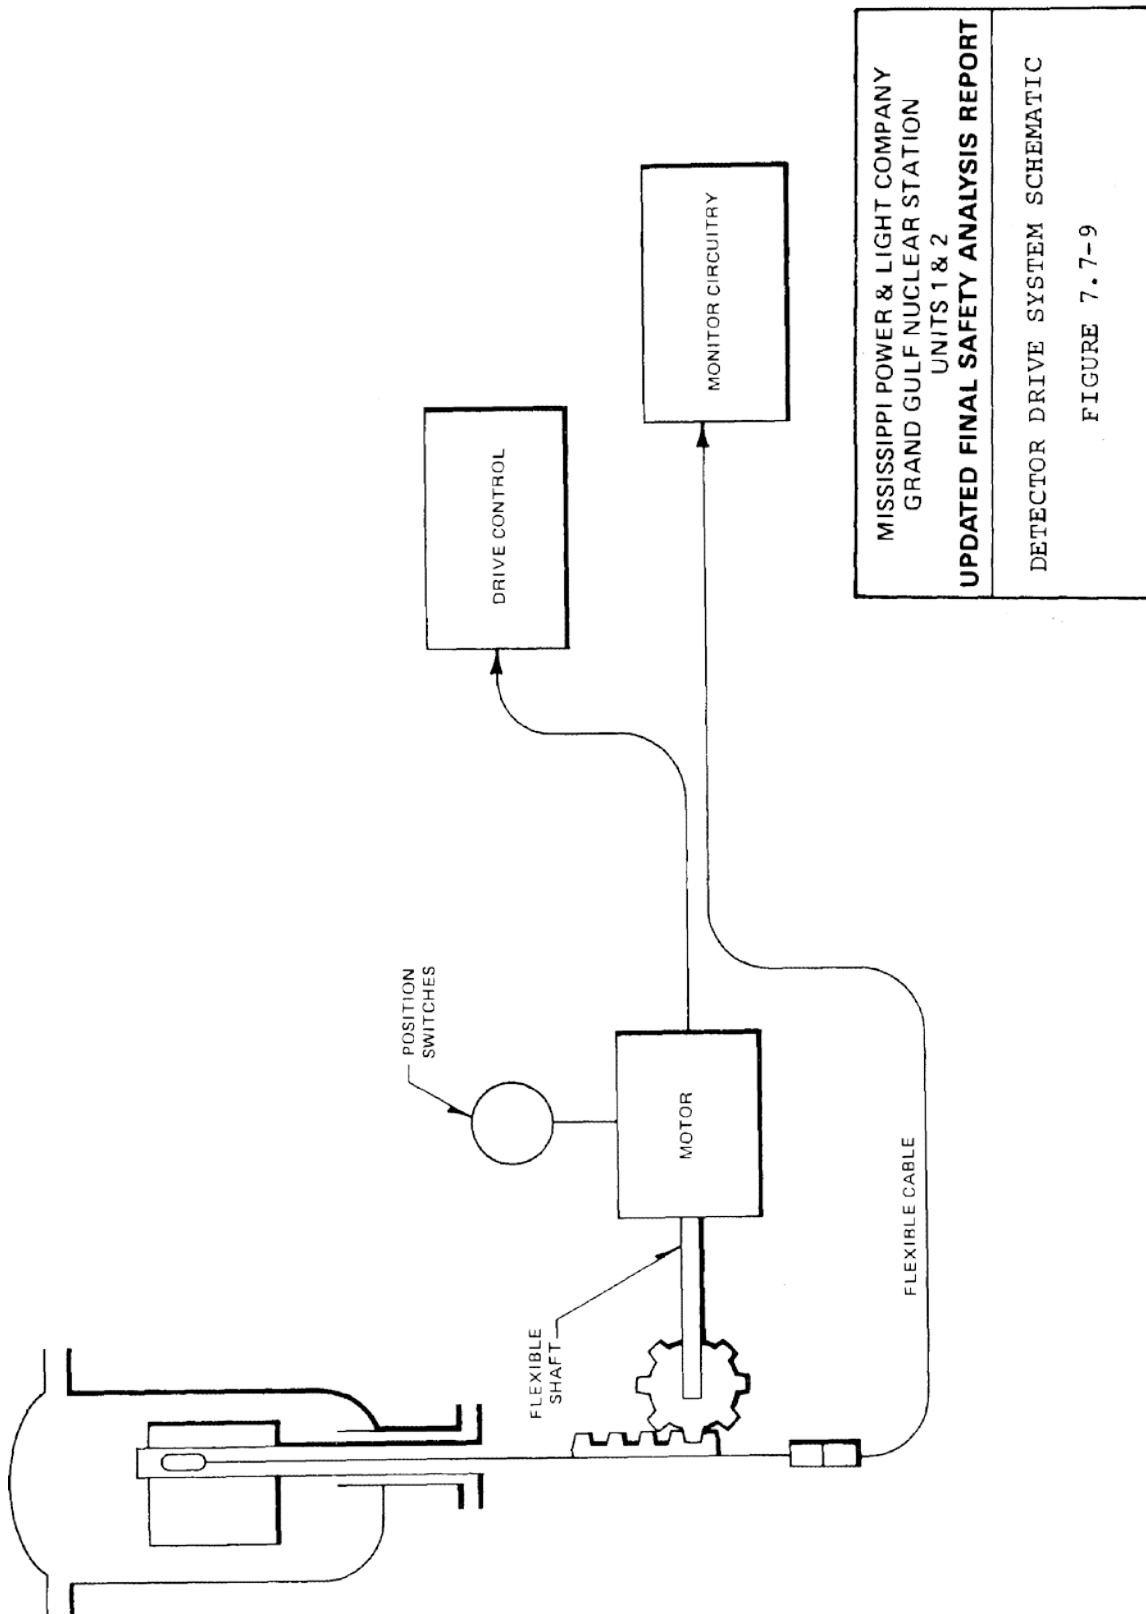 POSITION
SWITCHES
FLEXIBLE
SHAFT
MOTOR
DRIVE CONTROL
MONITOR CIRCUITRY
FLEXIBLE CABLE
MISSISSIPPI POWER & LIGHT COMPANY
GRAND GULF NUCLEAR STATION
UNITS 1 & 2
UPDATED FINAL SAFETY ANALYSIS REPORT
DETECTOR DRIVE SYSTEM SCHEMATIC
FIGURE 7.7-9